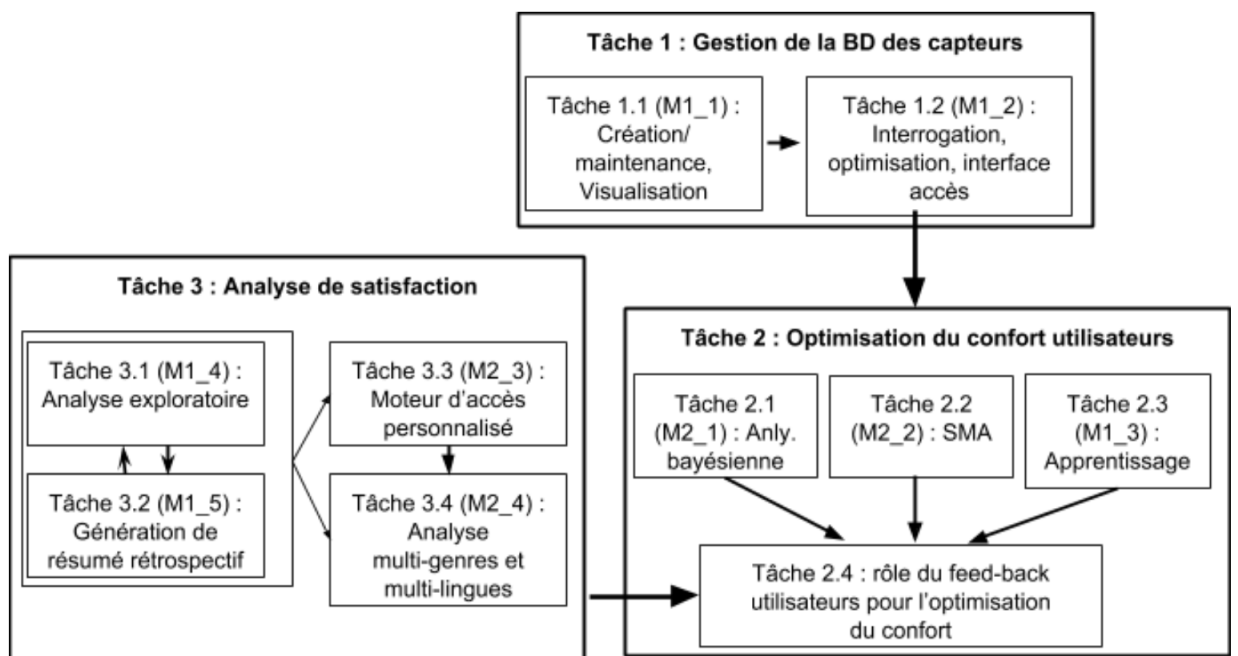 Tâche 1 : Gestion de la BD des capteurs
Tâche 1.1 (M1_1) :
Création/
maintenance,
Visualisation
Tâche 1.2 (M1_2) :
Interrogation,
optimisation, interface
accès
Tâche 3 : Analyse de satisfaction
Tâche 3.1 (M1_4) :
Analyse exploratoire
Tâche 3.2 (M1_5) :
Génération de
résumé rétrospectif
Tâche 3.3 (M2_3) :
Moteur d'accès
personnalisé
Tâche 3.4 (M2_4) :
Analyse
multi-genres et
multi-lingues
Tâche 2 : Optimisation du confort utilisateurs
Tâche 2.1
(M2_1) : Anly.
bayésienne
Tâche 2.2
(M2_2) : SMA
Tâche 2.3
(M1_3) :
Apprentissage
Tâche 2.4 : rôle du feed-back
utilisateurs pour l'optimisation
du confort